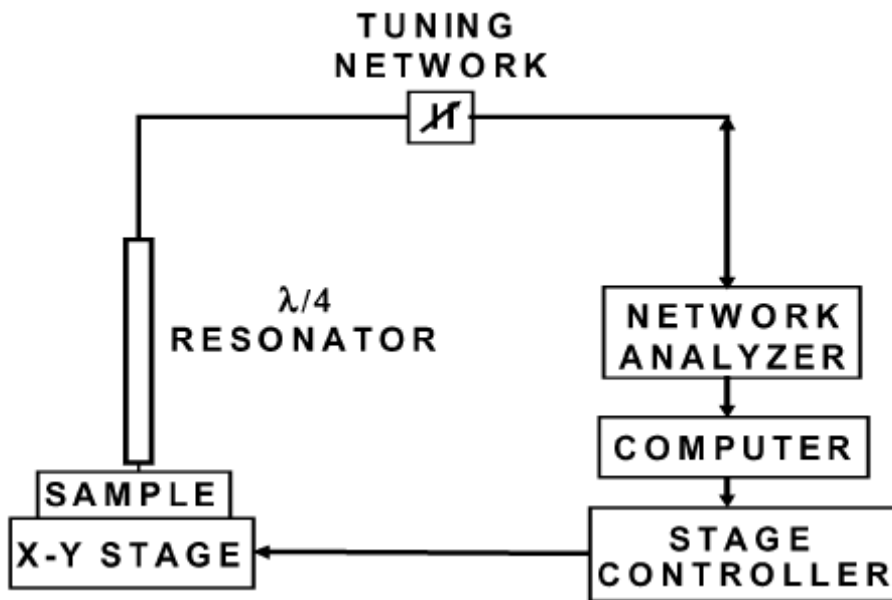 TUNING
NETWORK
λ/4
RESONATOR
NETWORK
ANALYZER
COMPUTER
SAMPLE
X-Y STAGE
STAGE
CONTROLLER